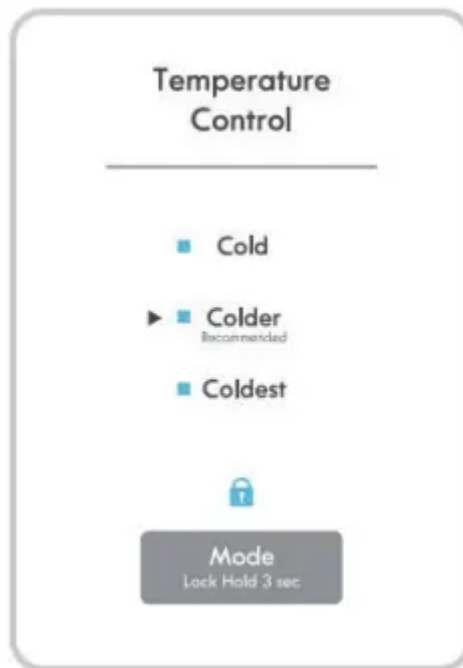 Temperature
Control
Cold
Colder
Recommended
Coldest
Mode
Lock Hold 3 sec